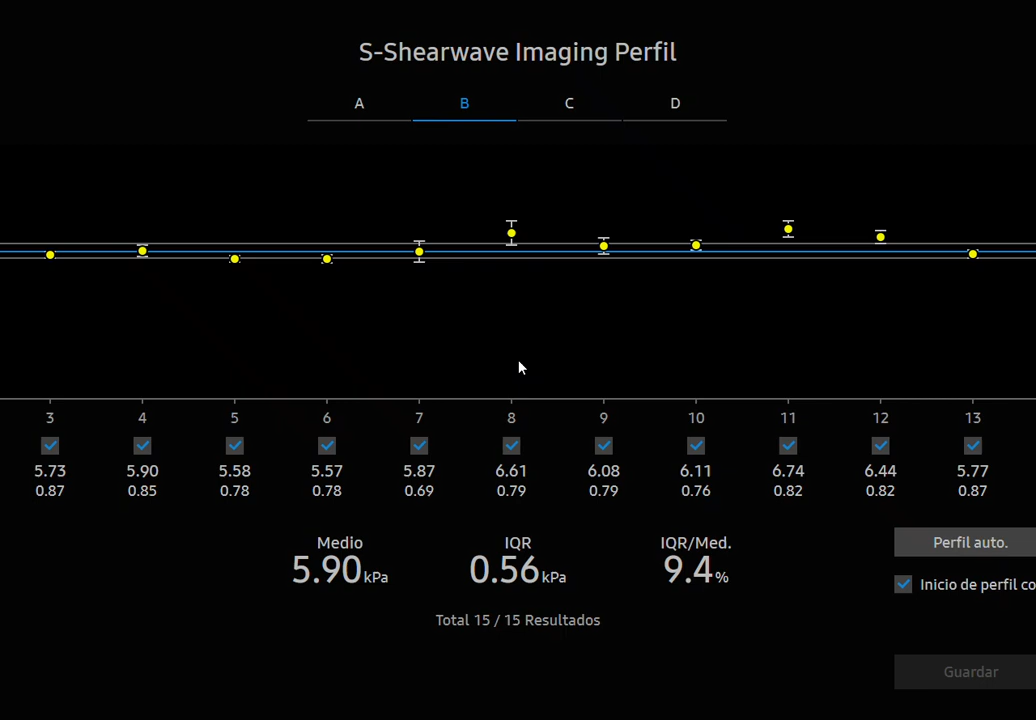 S-Shearwave Imaging Perfil
A B C D
3 4 5 6 7 8 9 10 11 12 13
5.73 5.90 5.58 5.57 5.87 6.61 6.08 6.11 6.74 6.44 5.77
0.87 0.85 0.78 0.78 0.69 0.79 0.79 0.76 0.82 0.82 0.87
Medio IQR IQR/Med.
5.90 kPa 0.56 kPa 9.4 %
Perfil auto.
Inicio de perfil co
Total 15 / 15 Resultados
Guardar